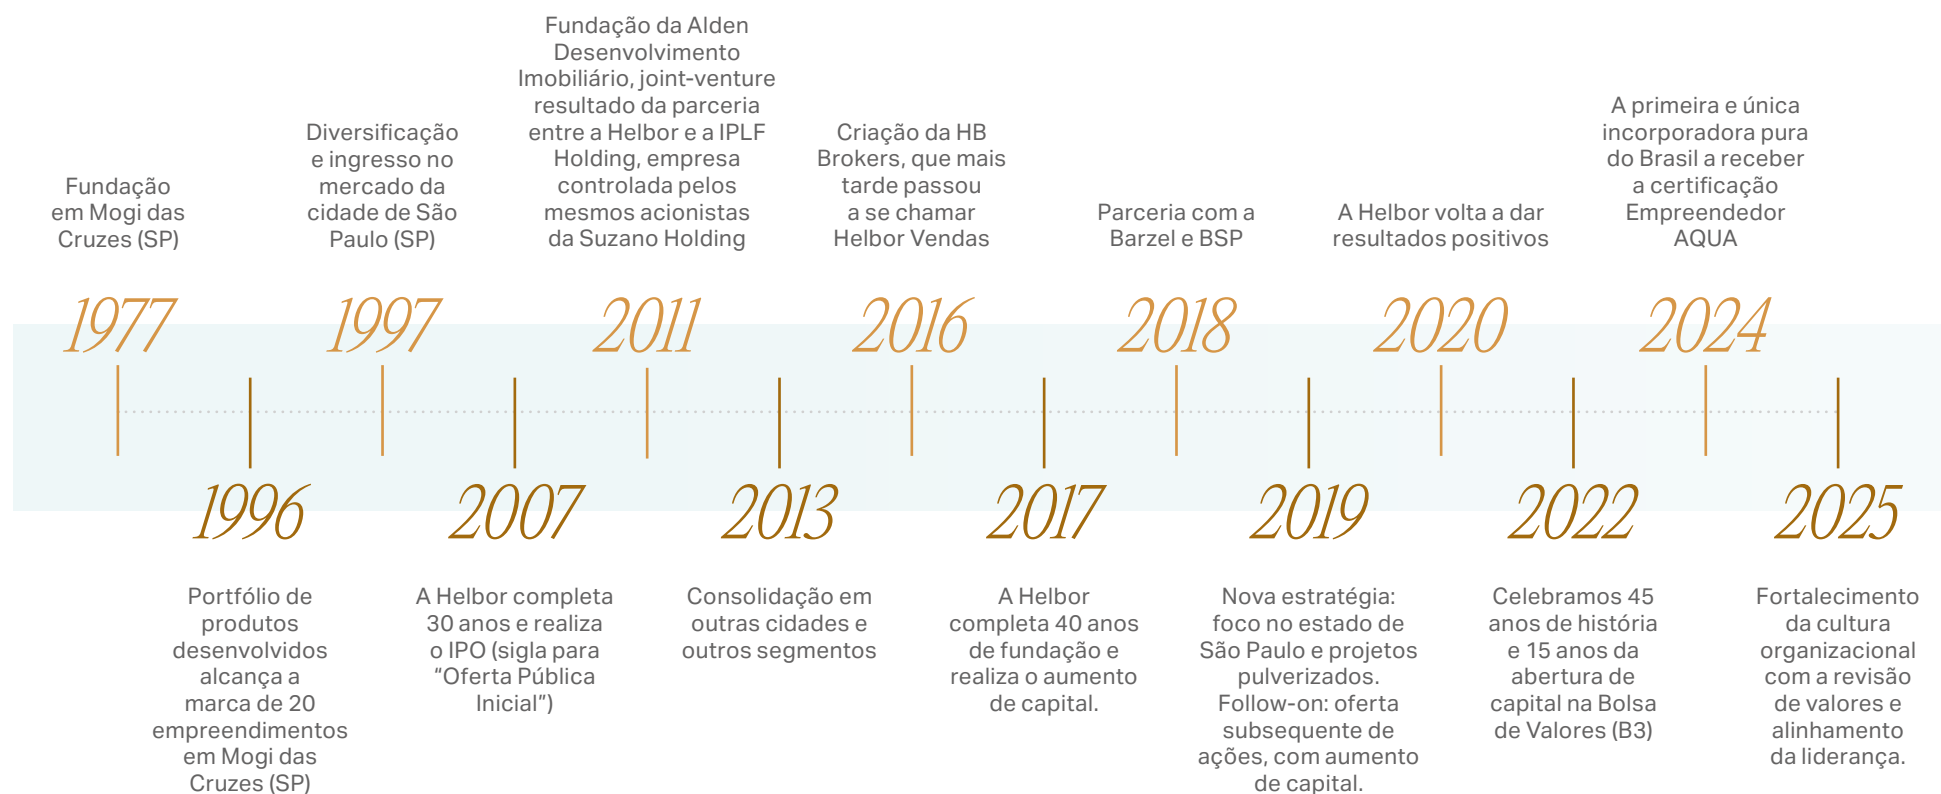 Fundação
em Mogi das
Cruzes (SP)
1977
Portfólio de
produtos
desenvolvidos
alcança a
marca de 20
empreendimentos
em Mogi das
Cruzes (SP)
1996
Diversificação
e ingresso no
mercado da
cidade de São
Paulo (SP)
1997
2007
A Helbor completa
30 anos e realiza
o IPO (sigla para
“Oferta Pública
Inicial”)
Fundação da Alden
Desenvolvimento
Imobiliário, joint-venture
resultado da parceria
entre a Helbor e a IPLF
Holding, empresa
controlada pelos
mesmos acionistas
da Suzano Holding
2011
2013
Consolidação em
outras cidades e
outros segmentos
Criação da HB
Brokers, que mais
tarde passou
a se chamar
Helbor Vendas
2016
2017
A Helbor
completa 40 anos
de fundação e
realiza o aumento
de capital.
Parceria com a
Barzel e BSP
2018
2019
Nova estratégia:
foco no estado de
São Paulo e projetos
pulverizados.
Follow-on: oferta
subsequente de
ações, com aumento
de capital.
A Helbor volta a dar
resultados positivos
2020
2022
Celebramos 45
anos de história
e 15 anos da
abertura de
capital na Bolsa
de Valores (B3)
A primeira e única
incorporadora pura
do Brasil a receber
a certificação
Empreendedor
AQUA
2024
2025
Fortalecimento
da cultura
organizacional
com a revisão
de valores e
alinhamento
da liderança.